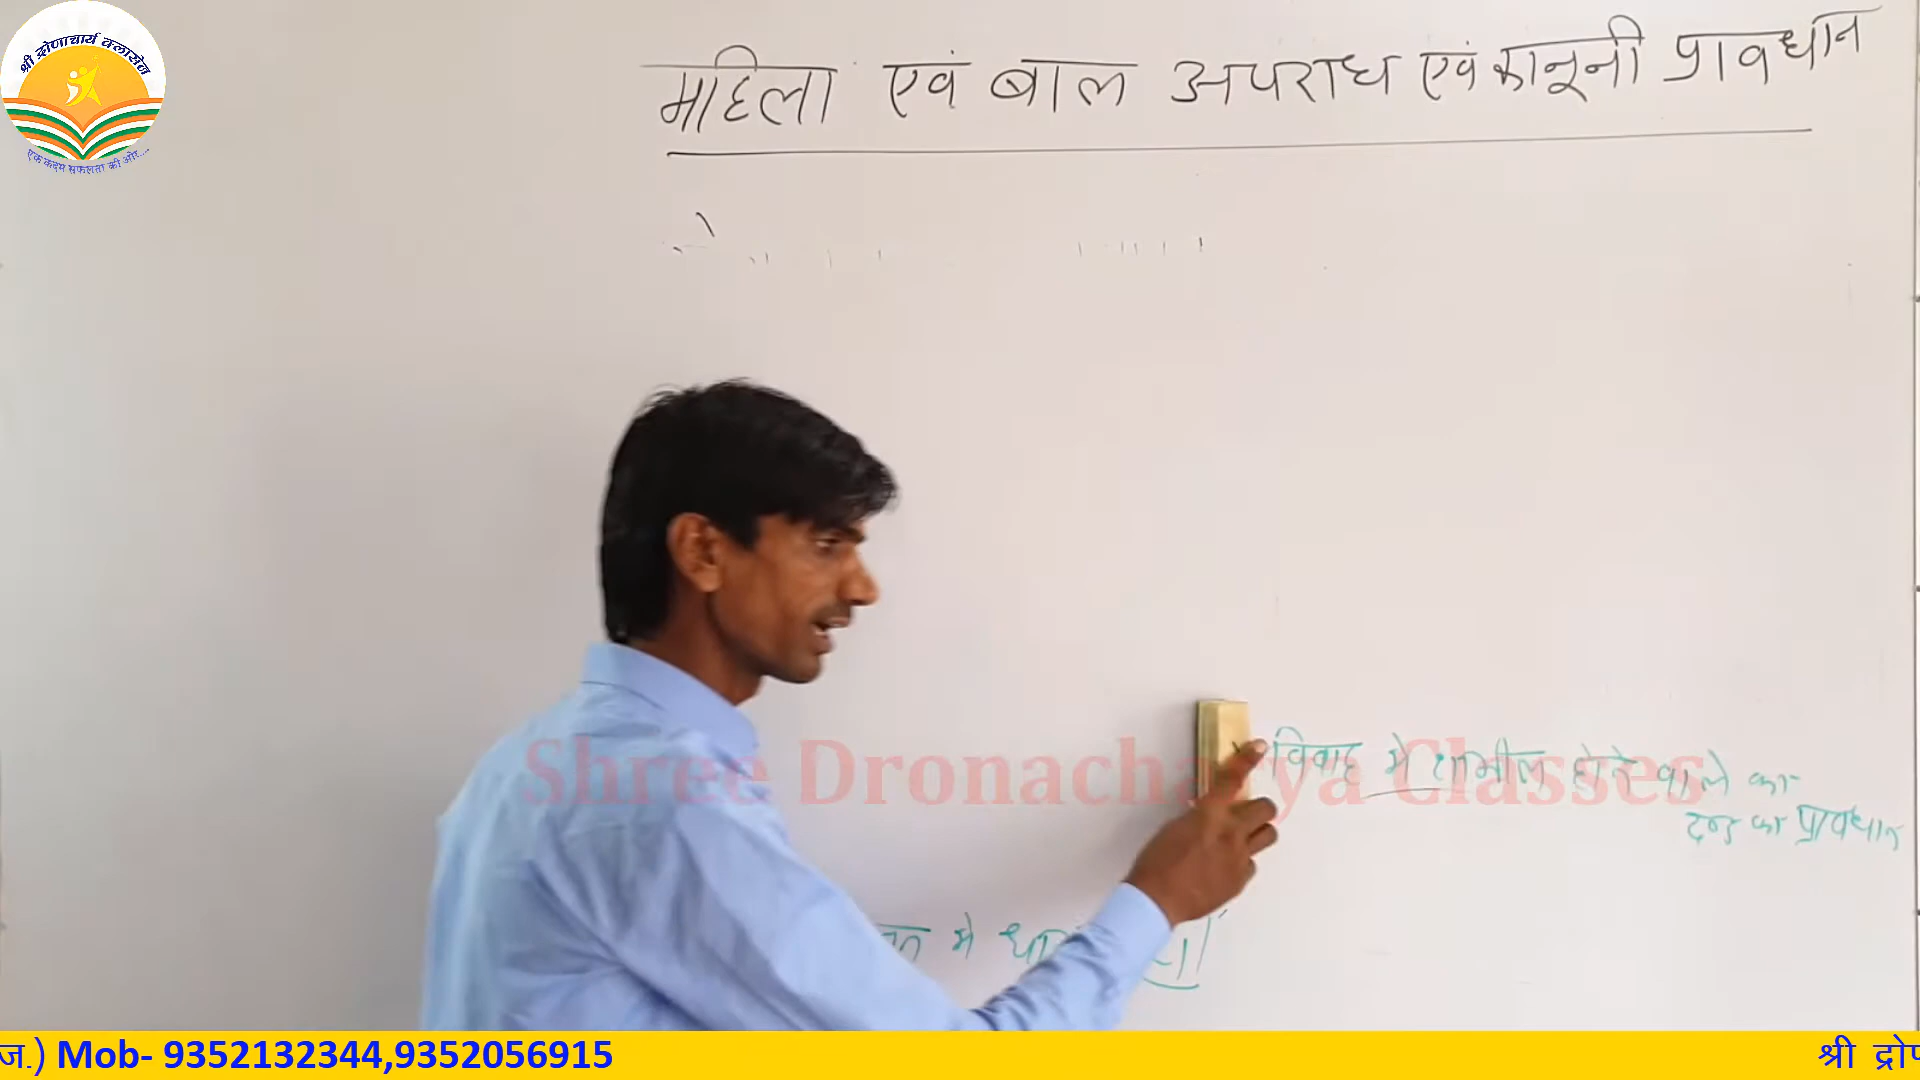 श्री द्रोणाचार्य क्लासेज
एक कदम सफलता की ओर....
महिला एवं बाल अपराध एवं कानूनी प्रावधान
Shree Dronacharya Classes
विवाह मे शामील होने वाले का
दण्ड का प्रावधान
मे
ज.) Mob- 9352132344,9352056915
श्री द्रोण